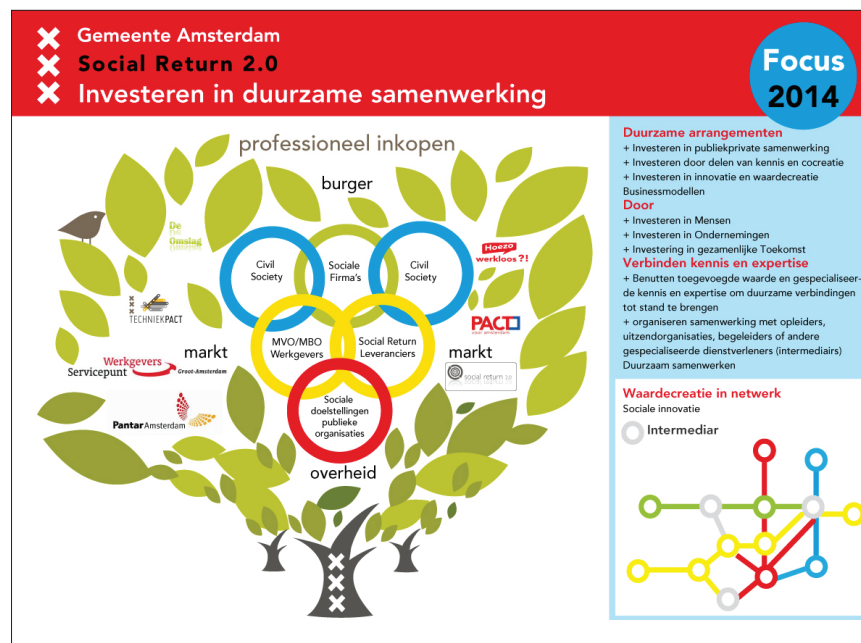 Gemeente Amsterdam
Social Return 2.0
Investeren in duurzame samenwerking
Focus
2014
professioneel inkopen
burger
De
Omslag
Civil
Society
Sociale
Firma's
Civil
Society
Hoezo
werkloos?!
TECHNIEKPACT
PACT
voor amsterdam
markt
MVO/MBO
Werkgevers
Social Return
Leveranciers
markt
Werkgevers
Servicepunt
Groot-Amsterdam
social return 2.0
Pantar Amsterdam
Sociale
doelstellingen
publieke
organisaties
overheid
Duurzame arrangementen
+ Investeren in publiekprivate samenwerking
+ Investeren door delen van kennis en cocreatie
+ Investeren in innovatie en waardecreatie
Businessmodellen
Door
+ Investeren in Mensen
+ Investeren in Ondernemingen
+ Investering in gezamenlijke Toekomst
Verbinden kennis en expertise
+ Benutten toegevoegde waarde en gespecialiseer-
de kennis en expertise om duurzame verbindingen
tot stand te brengen
+ organiseren samenwerking met opleiders,
uitzendorganisaties, begeleiders of andere
gespecialiseerde dienstverleners (intermediairs)
Duurzaam samenwerken
Waardecreatie in netwerk
Sociale innovatie
Intermediar